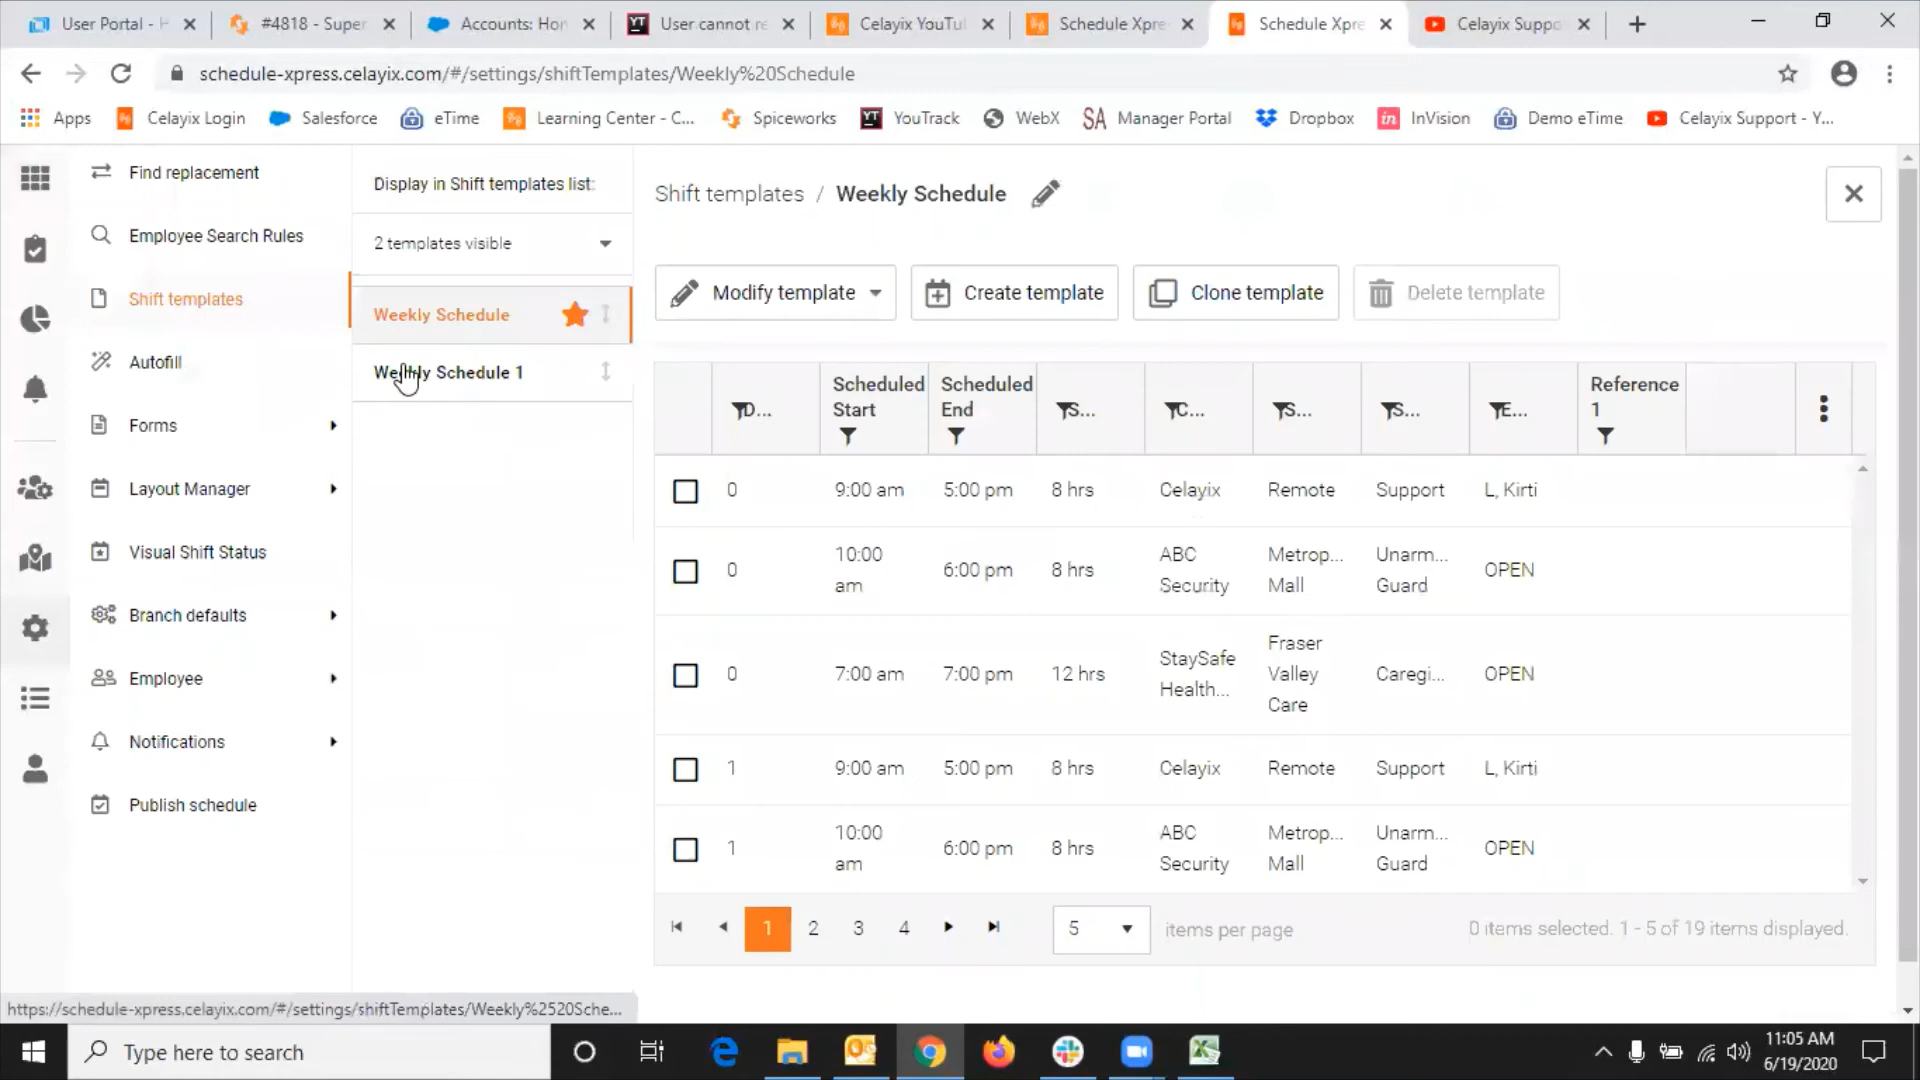 User Portal - H
#4818 - Super
Accounts: Hon
User cannot re
Celayix YouTul
Schedule Xpre
Schedule Xpre
Celayix Suppo
schedule-xpress.celayix.com/#/settings/shiftTemplates/Weekly%20Schedule
Apps
Celayix Login
Salesforce
eTime
Learning Center - C...
Spiceworks
YT
YouTrack
WebX
SA
Manager Portal
Dropbox
in
InVision
Demo eTime
Celayix Support - Y...
Find replacement
Employee Search Rules
Shift templates
Autofill
Forms
Layout Manager
Visual Shift Status
Branch defaults
Employee
Notifications
Publish schedule
Display in Shift templates list:
2 templates visible
Weekly Schedule
Weekly Schedule 1
Shift templates / Weekly Schedule
Modify template
Create template
Clone template
Delete template
D...
Scheduled Start
Scheduled End
S...
C...
S...
S...
E...
Reference 1
0 9:00 am 5:00 pm 8 hrs Celayix Remote Support L, Kirti
0 10:00 am 6:00 pm 8 hrs ABC Security Metrop... Mall Unarm... Guard OPEN
0 7:00 am 7:00 pm 12 hrs StaySafe Health... Fraser Valley Care Caregi... OPEN
1 9:00 am 5:00 pm 8 hrs Celayix Remote Support L, Kirti
1 10:00 am 6:00 pm 8 hrs ABC Security Metrop... Mall Unarm... Guard OPEN
1 2 3 4
5
items per page
0 items selected. 1 - 5 of 19 items displayed.
https://schedule-xpress.celayix.com/#/settings/shiftTemplates/Weekly%2520Sche...
Type here to search
11:05 AM
6/19/2020